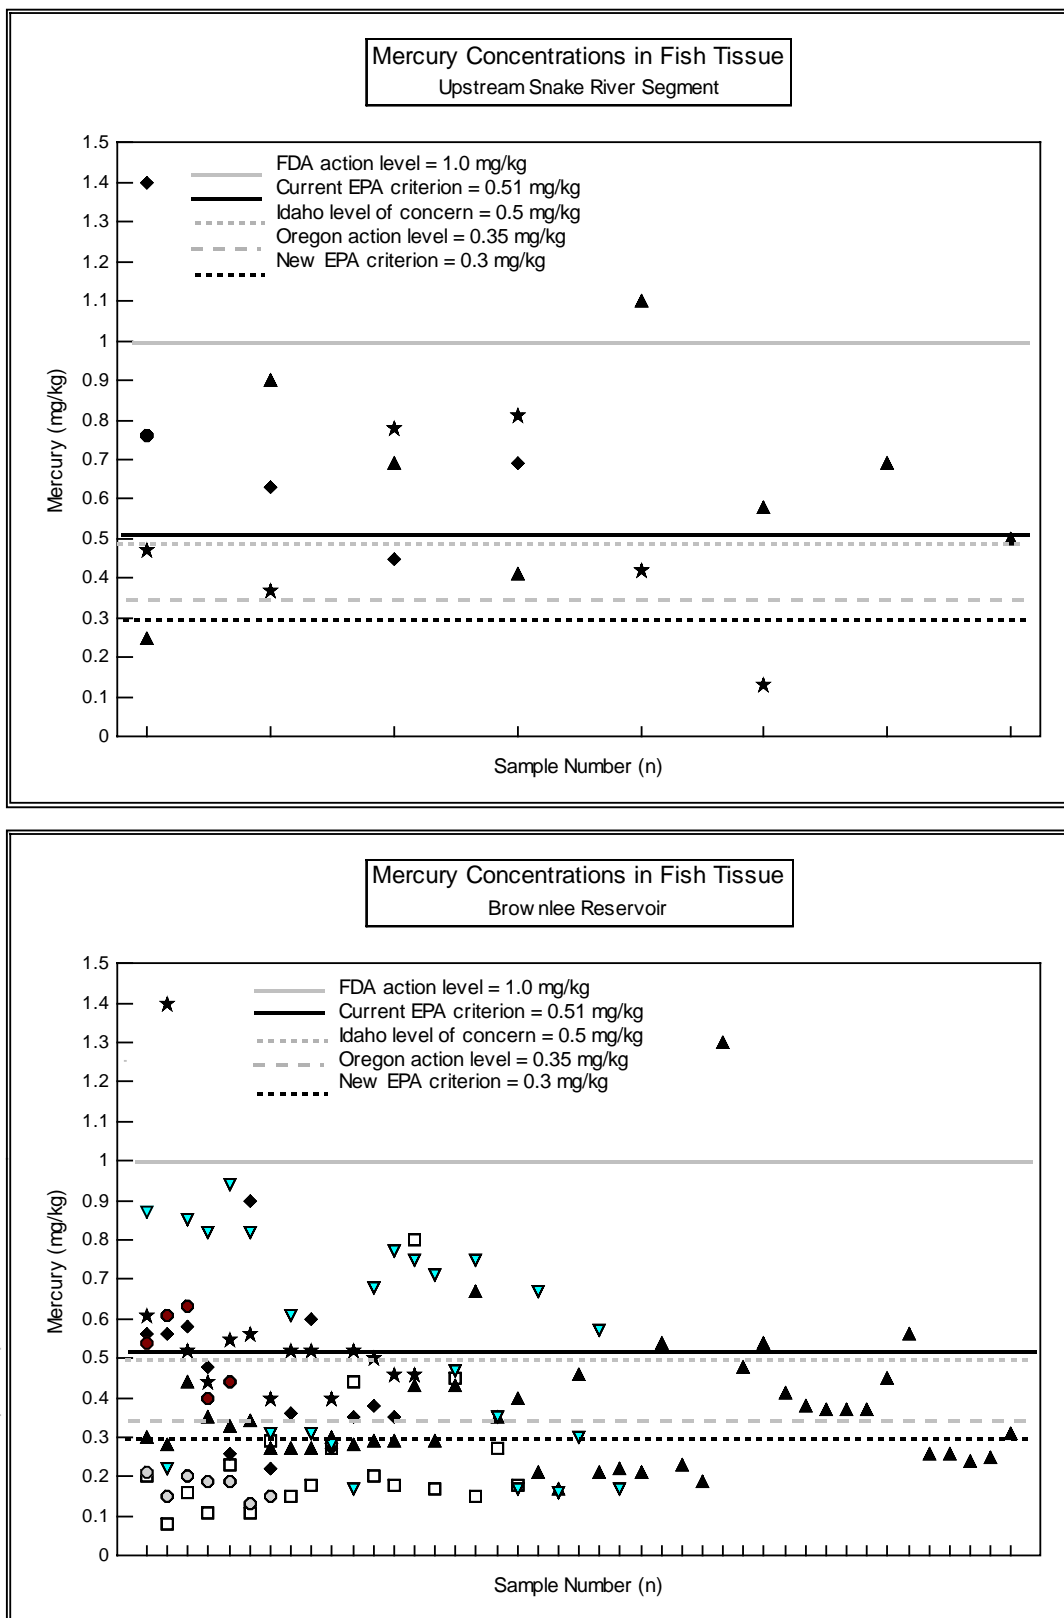 Mercury Concentrations in Fish Tissue
Upstream Snake River Segment
1.5
1.4
1.3
1.2
1.1
1
0.9
0.8
0.7
0.6
0.5
0.4
0.3
0.2
0.1
0
Mercury (mg/kg)
FDA action level = 1.0 mg/kg
Current EPA criterion = 0.51 mg/kg
Idaho level of concern = 0.5 mg/kg
Oregon action level = 0.35 mg/kg
New EPA criterion = 0.3 mg/kg
Sample Number (n)
Mercury Concentrations in Fish Tissue
Brownlee Reservoir
1.5
1.4
1.3
1.2
1.1
1
0.9
0.8
0.7
0.6
0.5
0.4
0.3
0.2
0.1
0
Mercury (mg/kg)
FDA action level = 1.0 mg/kg
Current EPA criterion = 0.51 mg/kg
Idaho level of concern = 0.5 mg/kg
Oregon action level = 0.35 mg/kg
New EPA criterion = 0.3 mg/kg
Sample Number (n)